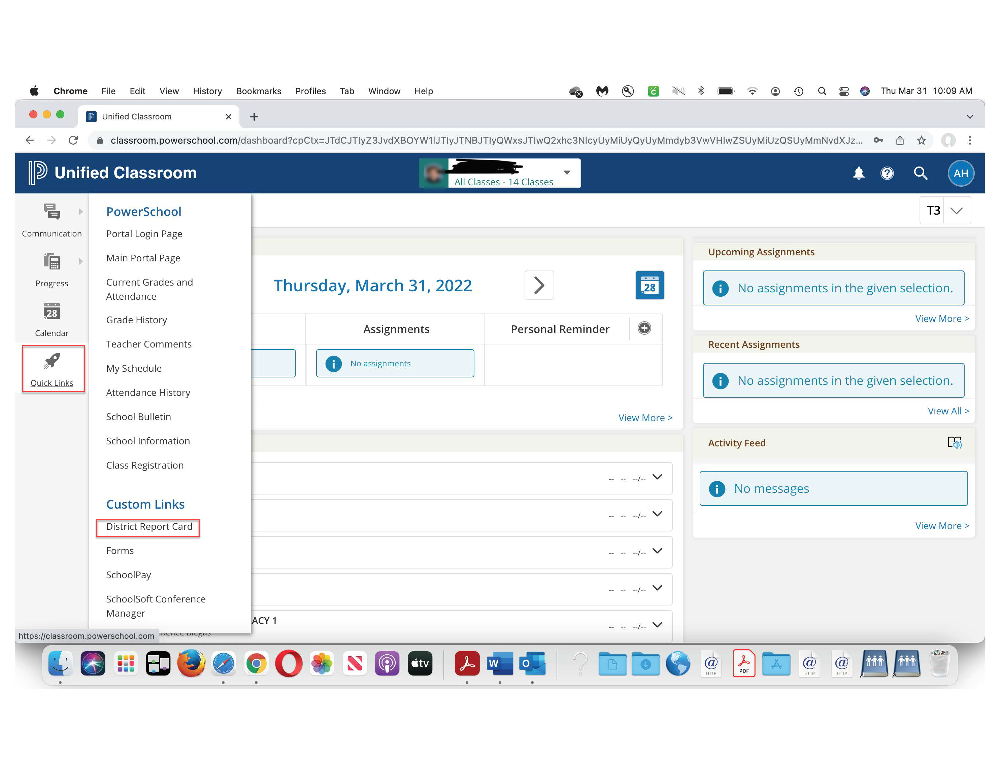 Chrome File Edit View History Bookmarks Profiles Tab Window Help Thu Mar 31 10:09 AM
Unified Classroom
classroom.powerschool.com/dashboard?cpCtx=JTdCJTIyZ3JvdXBOYW1lJTIyJTNBJTIyQWxsJTIwQ2xhc3NlcyUyMiUyQyUyMmdyb3VwVHlwZSUyMiUzQSUyMmNvdXJz...
Unified Classroom
All Classes - 14 Classes
AH
Communication
Progress
28
Calendar
Quick Links
PowerSchool
Portal Login Page
Main Portal Page
Current Grades and
Attendance
Grade History
Teacher Comments
My Schedule
Attendance History
School Bulletin
School Information
Class Registration
Custom Links
District Report Card
Forms
SchoolPay
SchoolSoft Conference
Manager
https://classroom.powerschool.com
T3
Thursday, March 31, 2022
28
Assignments Personal Reminder
No assignments
View More >
-- -- --/--
-- -- --/--
-- -- --/--
-- -- --/--
ACY 1
-- -- --/--
Upcoming Assignments
No assignments in the given selection.
View More >
Recent Assignments
No assignments in the given selection.
View All >
Activity Feed
No messages
View More >
tv
W
O
HTTP
PDF
HTTP
HTTP